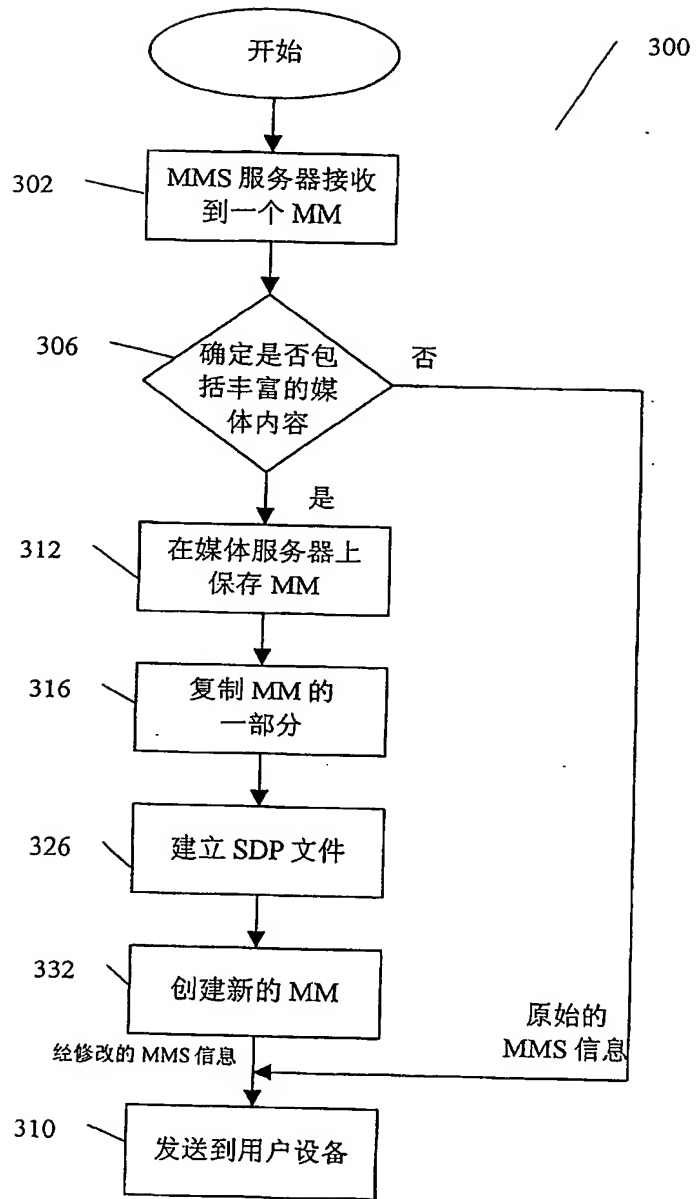 开始
300
302
MMS 服务器接收
到一个 MM
306
确定是否包
括丰富的媒
体内容
否
是
312
在媒体服务器上
保存 MM
316
复制 MM 的
一部分
326
建立 SDP 文件
332
创建新的 MM
原始的
MMS 信息
经修改的 MMS 信息
310
发送到用户设备